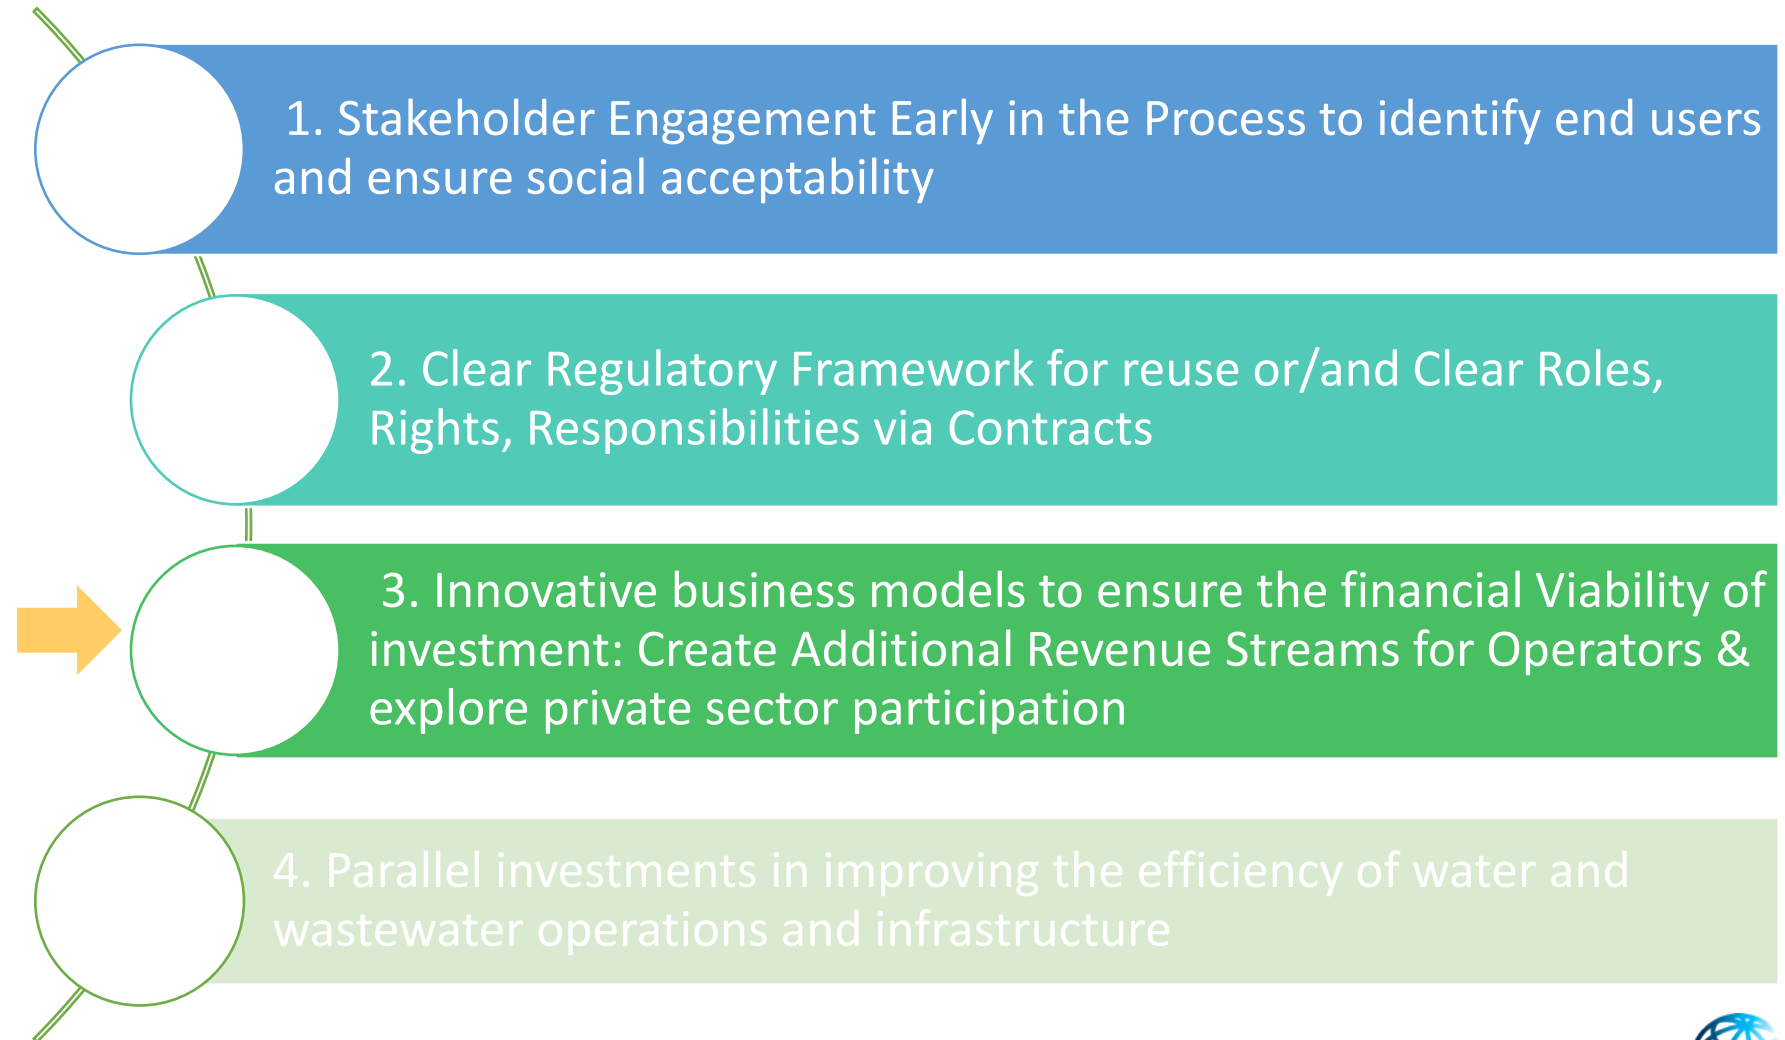 1. Stakeholder Engagement Early in the Process to identify end users
and ensure social acceptability
2. Clear Regulatory Framework for reuse or/and Clear Roles,
Rights, Responsibilities via Contracts
3. Innovative business models to ensure the financial Viability of
investment: Create Additional Revenue Streams for Operators &
explore private sector participation
4. Parallel investments in improving the efficiency of water and
wastewater operations and infrastructure